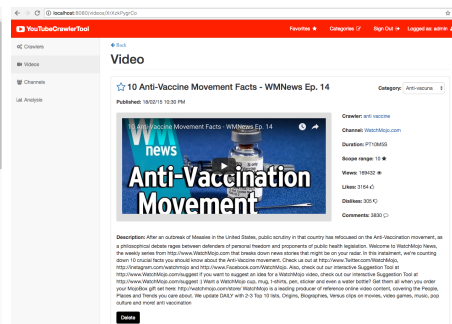 localhost:8080/videos/XrXzkPygrCo
YouTubeCrawlerTool
Favorites
Categories
Sign Out
Logged as: admin
Crawlers
Videos
Channels
Analysis
Back
Video
10 Anti-Vaccine Movement Facts - WMNews Ep. 14
Category: Anti-vacuna
Published: 18/02/15 10:30 PM
10 Anti-Vaccine Movement Facts - WMNews Ep. 14
news
Anti-Vaccination
Movement
Crawler: anti vaccine
Channel: WatchMojo.com
Duration: PT10M5S
Scope range: 10
Views: 169432
Likes: 3164
Dislikes: 305
Comments: 3830
Description: After an outbreak of Measles in the United States, public scrutiny in that country has refocused on the Anti-Vaccination movement, as
a philosophical debate rages between defenders of personal freedom and proponents of public health legislation. Welcome to WatchMojo News,
the weekly series from http://www.WatchMojo.com that breaks down news stories that might be on your radar. In this instalment, we're counting
down 10 crucial facts you should know about the Anti-Vaccine movement. Check us out at http://www.Twitter.com/WatchMojo,
http://instagram.com/watchmojo and http://www.Facebook.com/WatchMojo. Also, check out our interactive Suggestion Tool at
http://www.WatchMojo.com/suggest If you want to suggest an idea for a WatchMojo video, check out our interactive Suggestion Tool at
http://www.WatchMojo.com/suggest :) Want a WatchMojo cup, mug, t-shirts, pen, sticker and even a water bottle? Get them all when you order
your MojoBox gift set here: http://watchmojo.com/store/ WatchMojo is a leading producer of reference online video content, covering the People,
Places and Trends you care about. We update DAILY with 2-3 Top 10 lists, Origins, Biographies, Versus clips on movies, video games, music, pop
culture and more! anti vaccination
Delete